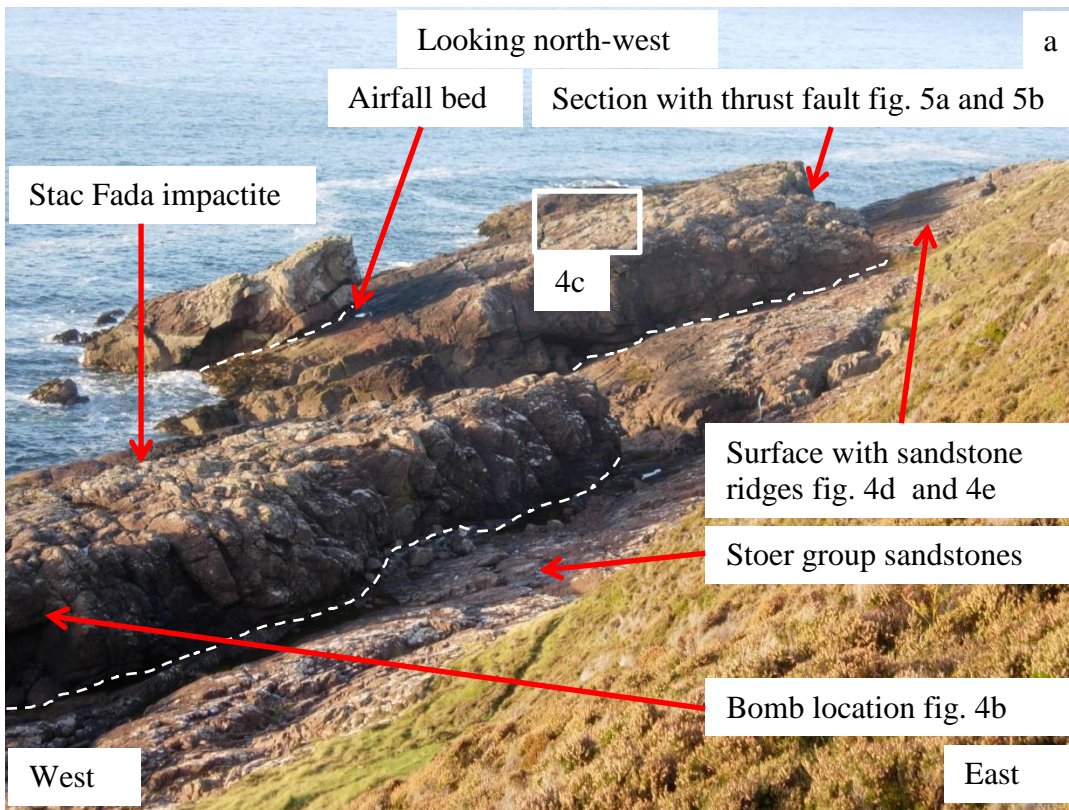 Looking north-west
a
Airfall bed
Section with thrust fault fig. 5a and 5b
Stac Fada impactite
4c
Surface with sandstone
ridges fig. 4d and 4e
Stoer group sandstones
Bomb location fig. 4b
West
East